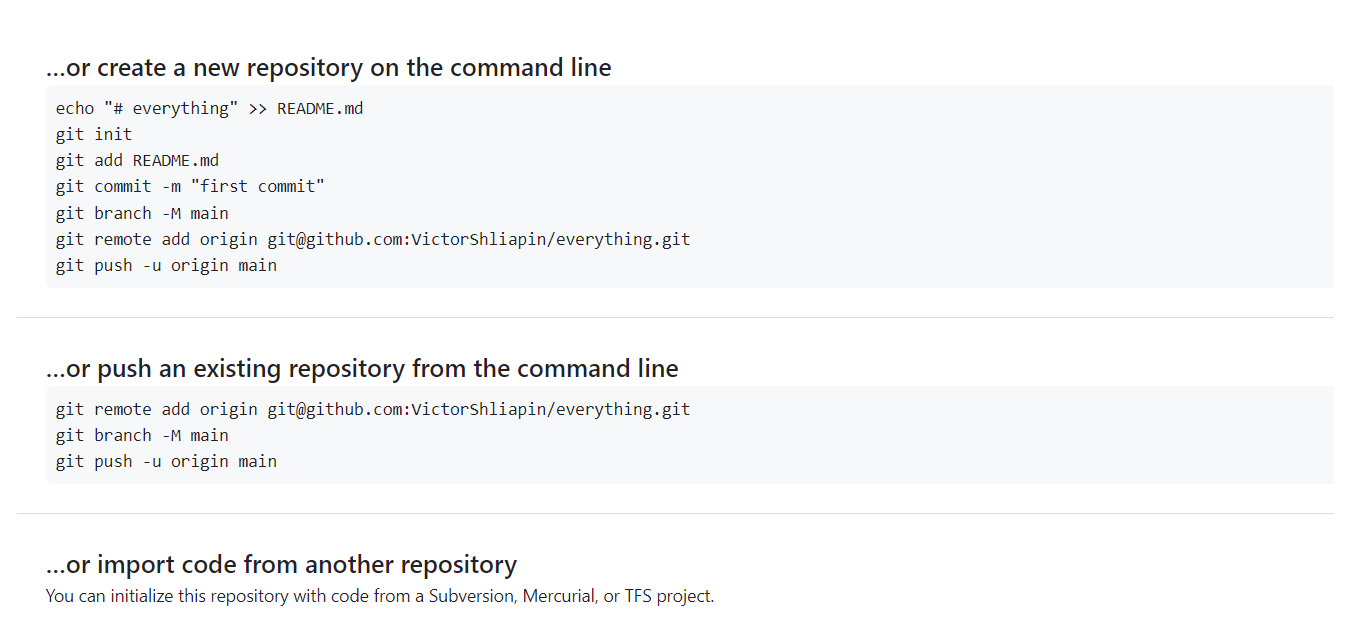 ...or create a new repository on the command line
echo "# everything" >> README.md
git init
git add README.md
git commit -m "first commit"
git branch -M main
git remote add origin git@github.com:VictorShliapin/everything.git
git push -u origin main
...or push an existing repository from the command line
git remote add origin git@github.com:VictorShliapin/everything.git
git branch -M main
git push -u origin main
...or import code from another repository
You can initialize this repository with code from a Subversion, Mercurial, or TFS project.